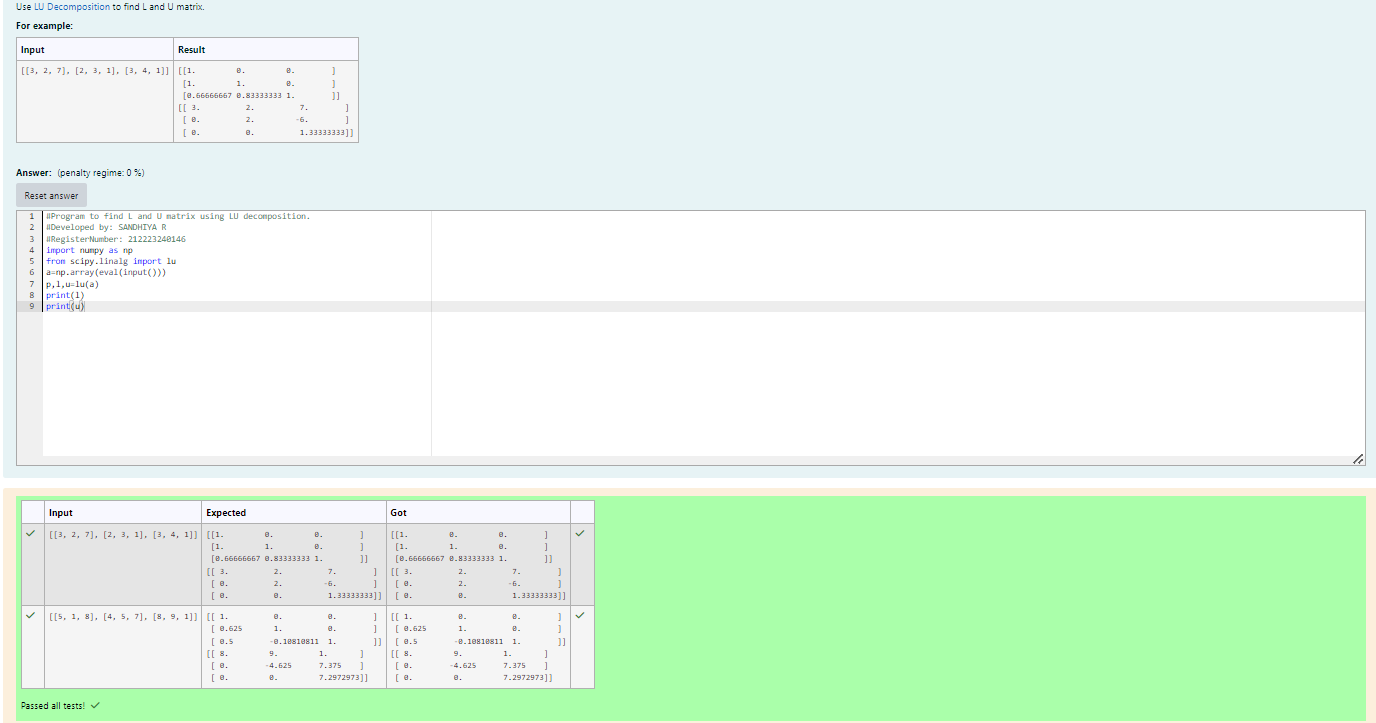 Use LU Decomposition to find L and U matrix.
For example:
Input Result
[[3, 2, 7], [2, 3, 1], [3, 4, 1]] [[1. 0. 0. ]
[1. 1. 0. ]
[0.66666667 0.83333333 1. ]]
[[ 3. 2. 7. ]
[ 0. 2. -6. ]
[ 0. 0. 1.33333333]]
Answer: (penalty regime: 0 %)
Reset answer
1 #Program to find L and U matrix using LU decomposition.
2 #Developed by: SANDHIYA R
3 #RegisterNumber: 212223240146
4 import numpy as np
5 from scipy.linalg import lu
6 a=np.array(eval(input()))
7 p,l,u=lu(a)
8 print(l)
9 print(u)
Input Expected Got
[[3, 2, 7], [2, 3, 1], [3, 4, 1]] [[1. 0. 0. ] [[1. 0. 0. ]
[1. 1. 0. ] [1. 1. 0. ]
[0.66666667 0.83333333 1. ]] [0.66666667 0.83333333 1. ]]
[[ 3. 2. 7. ] [[ 3. 2. 7. ]
[ 0. 2. -6. ] [ 0. 2. -6. ]
[ 0. 0. 1.33333333]] [ 0. 0. 1.33333333]]
[[5, 1, 8], [4, 5, 7], [8, 9, 1]] [[ 1. 0. 0. ] [[ 1. 0. 0. ]
[ 0.625 1. 0. ] [ 0.625 1. 0. ]
[ 0.5 -0.10810811 1. ]] [ 0.5 -0.10810811 1. ]]
[[ 8. 9. 1. ] [[ 8. 9. 1. ]
[ 0. -4.625 7.375 ] [ 0. -4.625 7.375 ]
[ 0. 0. 7.2972973]] [ 0. 0. 7.2972973]]
Passed all tests!